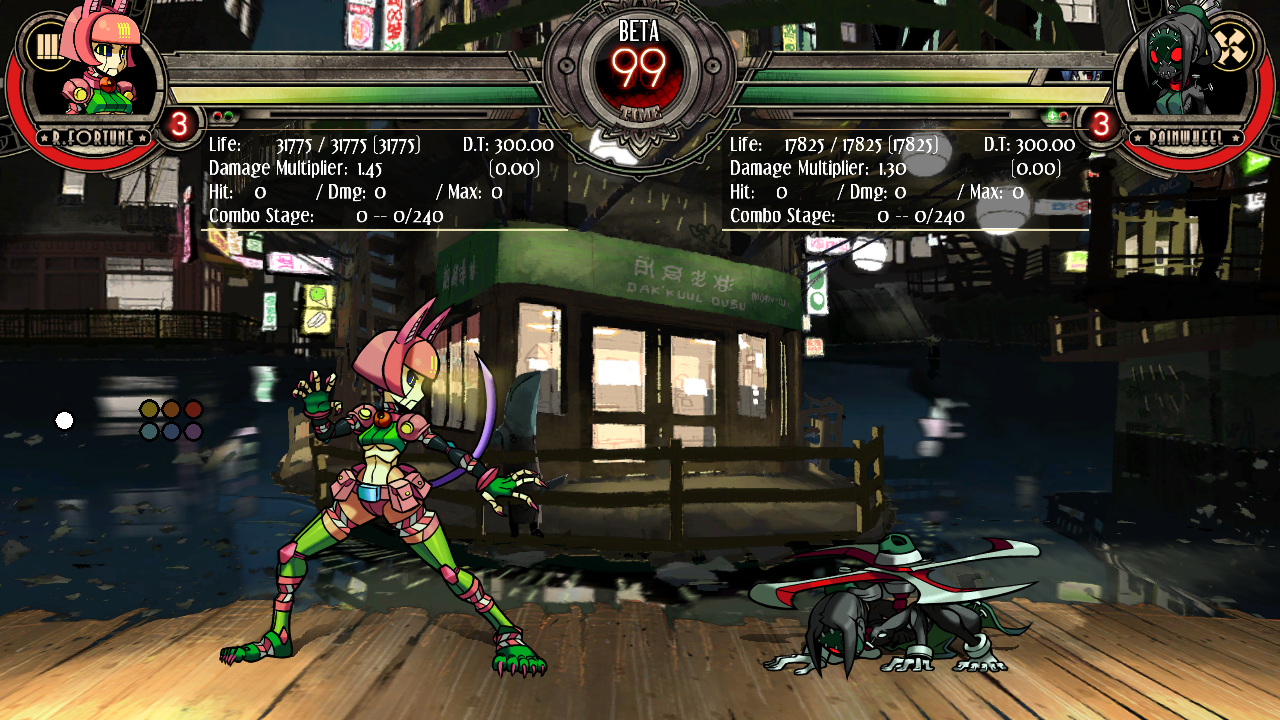 BETA
99
TIME
R.FORTUNE
3
3
PAINWHEEL
Life: 31775 / 31775 [31775] D.T: 300.00
Damage Multiplier: 1.45 [0.00]
Hit: 0 / Dmg: 0 / Max: 0
Combo Stage: 0 -- 0/240
Life: 17825 / 17825 [17825] D.T: 300.00
Damage Multiplier: 1.30 [0.00]
Hit: 0 / Dmg: 0 / Max: 0
Combo Stage: 0 -- 0/240
DAK'KUUL OUSU